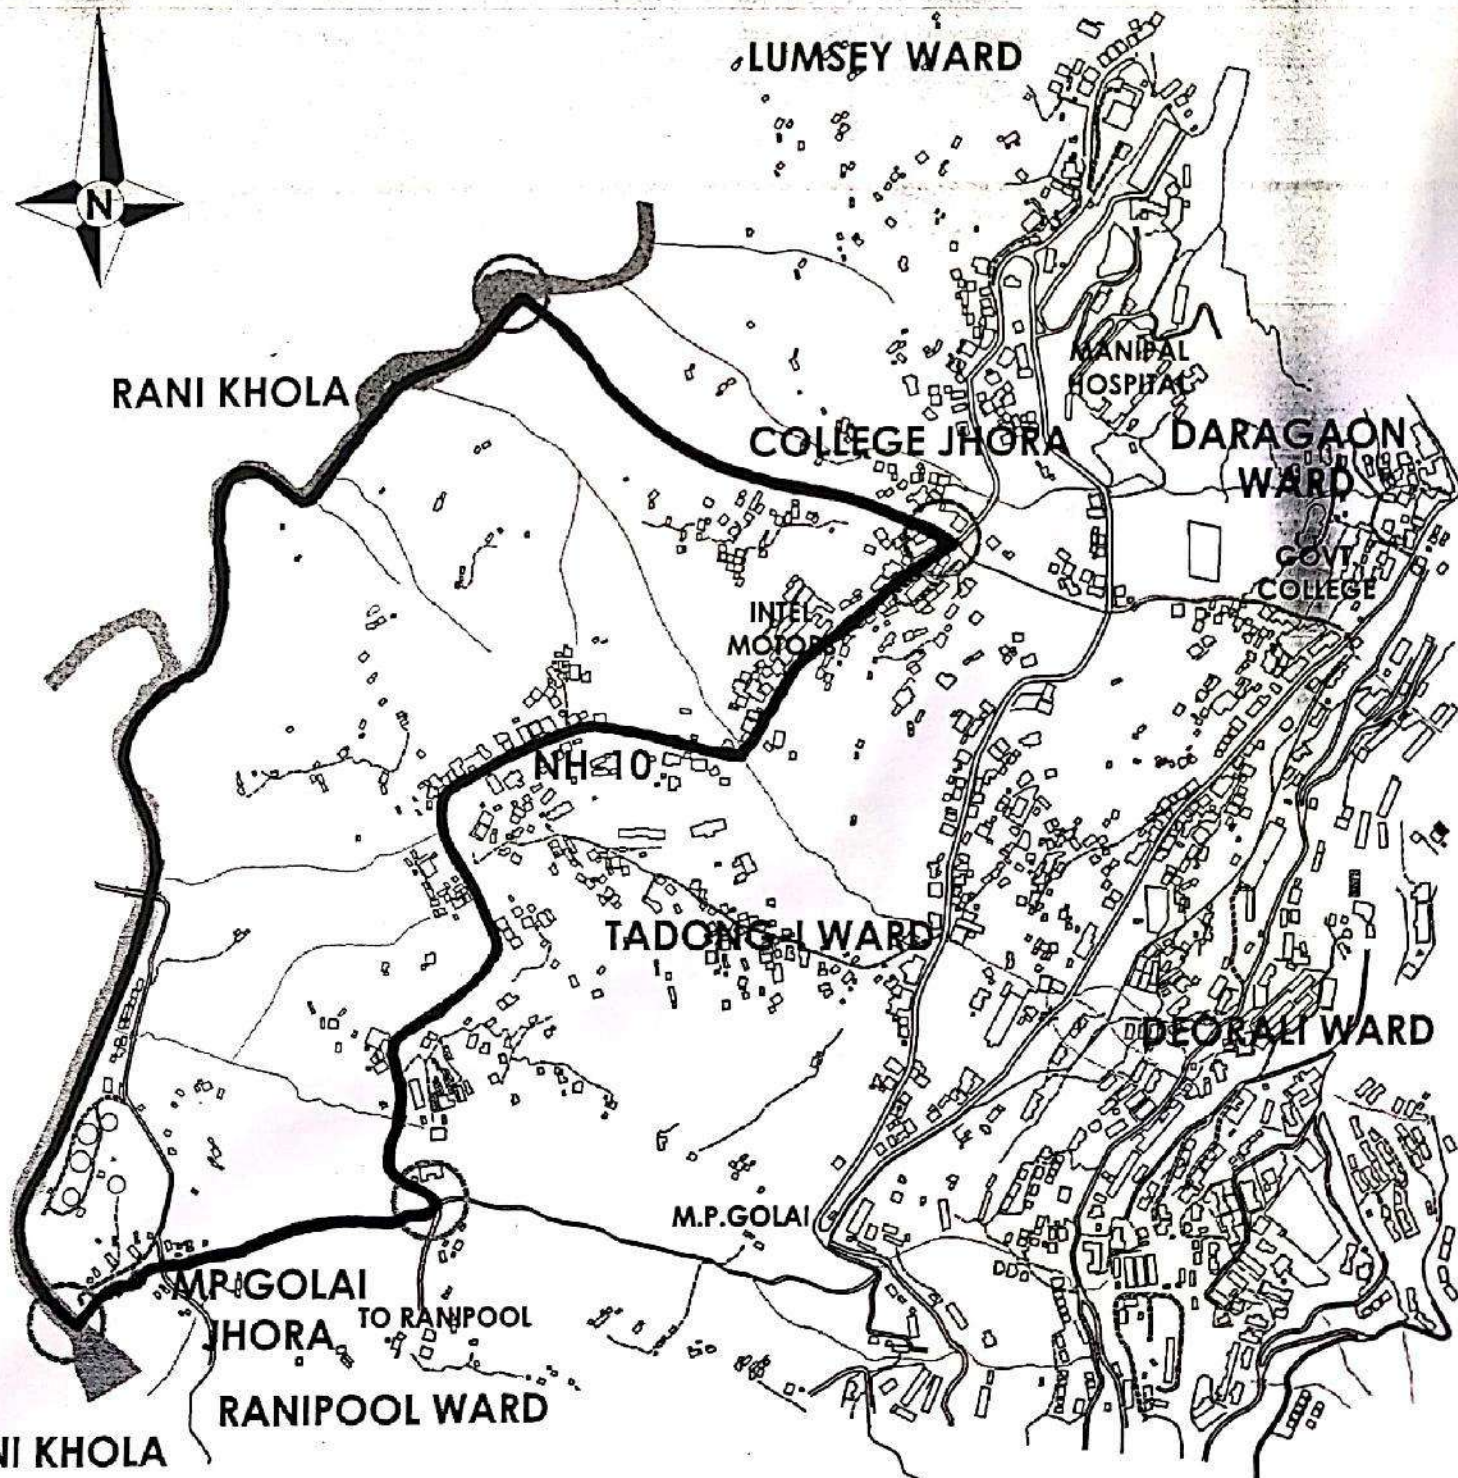 LUMSEY WARD
N
MANIPAL
HOSPITAL
RANI KHOLA
COLLEGE JHORA
DARAGAON
WARD
GOVT
COLLEGE
INTEL
MOTORS
NH-10
TADONG-I WARD
DEORALI WARD
M.P.GOLAI
MP GOLAI
JHORA
TO RANIPOOL
RANIPOOL WARD
NI KHOLA